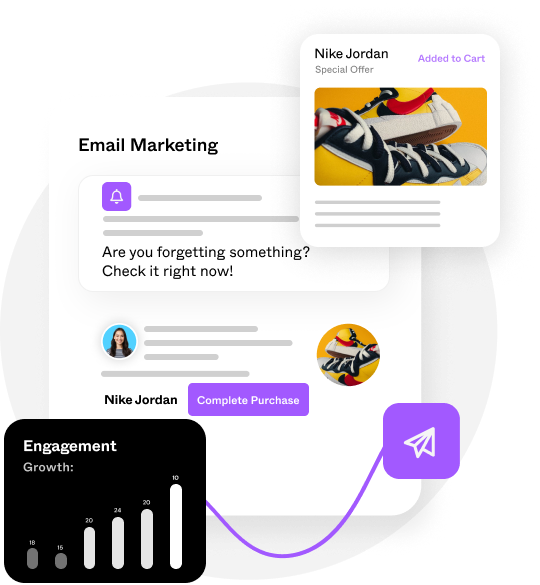 Nike Jordan
Added to Cart
Special Offer
Email Marketing
Are you forgetting something?
Check it right now!
Nike Jordan
Complete Purchase
Engagement
Growth:
18
15
20
24
20
10